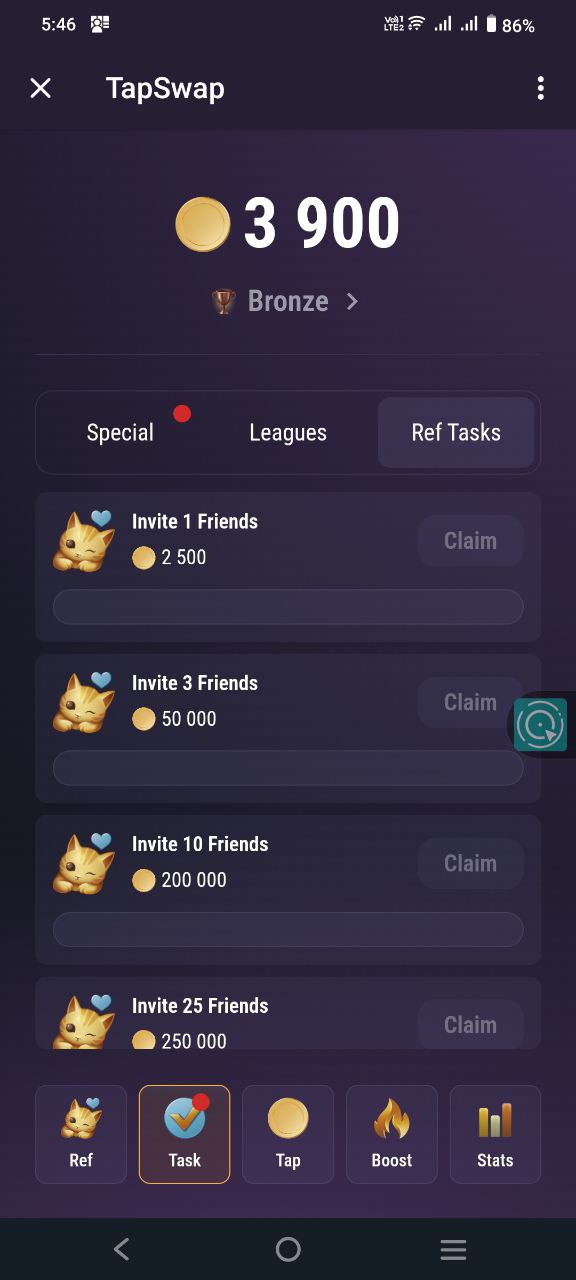 5:46
Vo 1
LTE2
86%
TapSwap
3 900
Bronze
Special
Leagues
Ref Tasks
Invite 1 Friends
2 500
Claim
Invite 3 Friends
50 000
Claim
Invite 10 Friends
200 000
Claim
Invite 25 Friends
250 000
Claim
Ref
Task
Tap
Boost
Stats